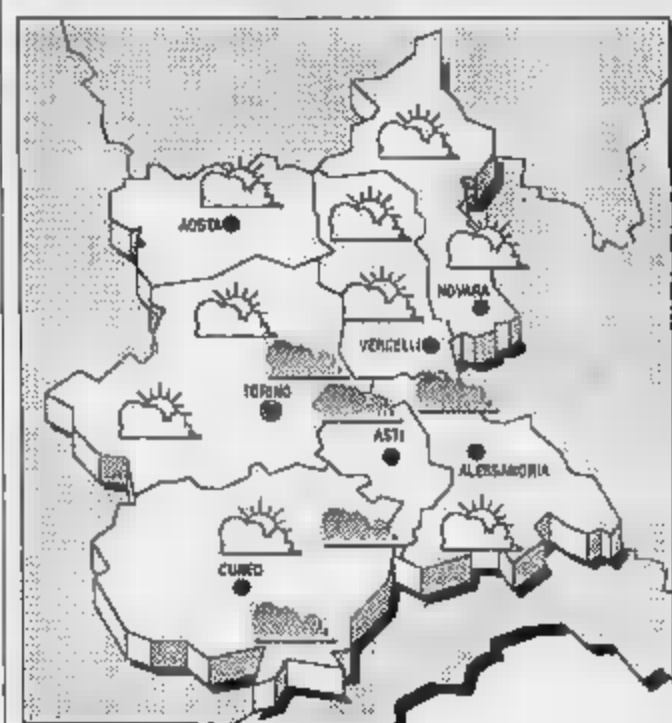 AOSTA
NOVARA
VERCELLI
TORINO
ASTI
ALESSANDRIA
CUNEO